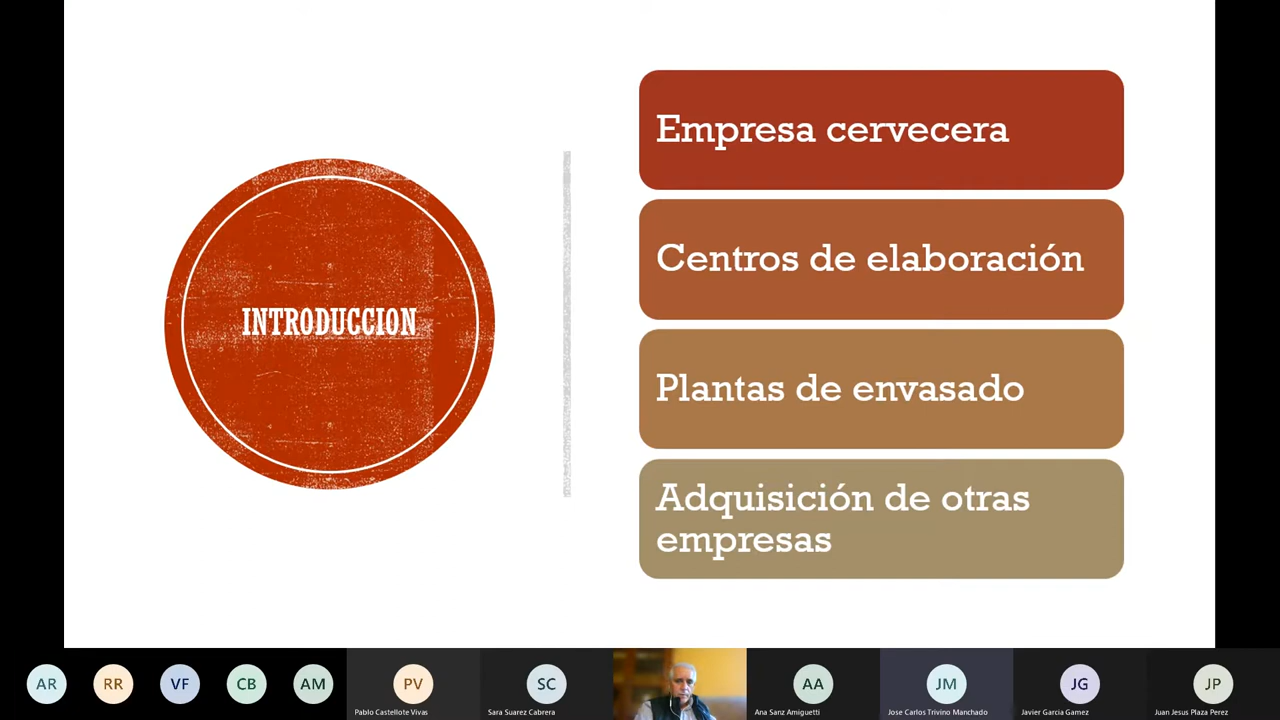 INTRODUCCION
Empresa cervecera
Centros de elaboración
Plantas de envasado
Adquisición de otras
empresas
AR
RR
VF
CB
AM
PV
Pablo Castellote Vivas
SC
Sara Suarez Cabrera
AA
Ana Sanz Amiguetti
JM
Jose Carlos Trivino Manchado
JG
Javier Garcia Gamez
JP
Juan Jesus Plaza Perez